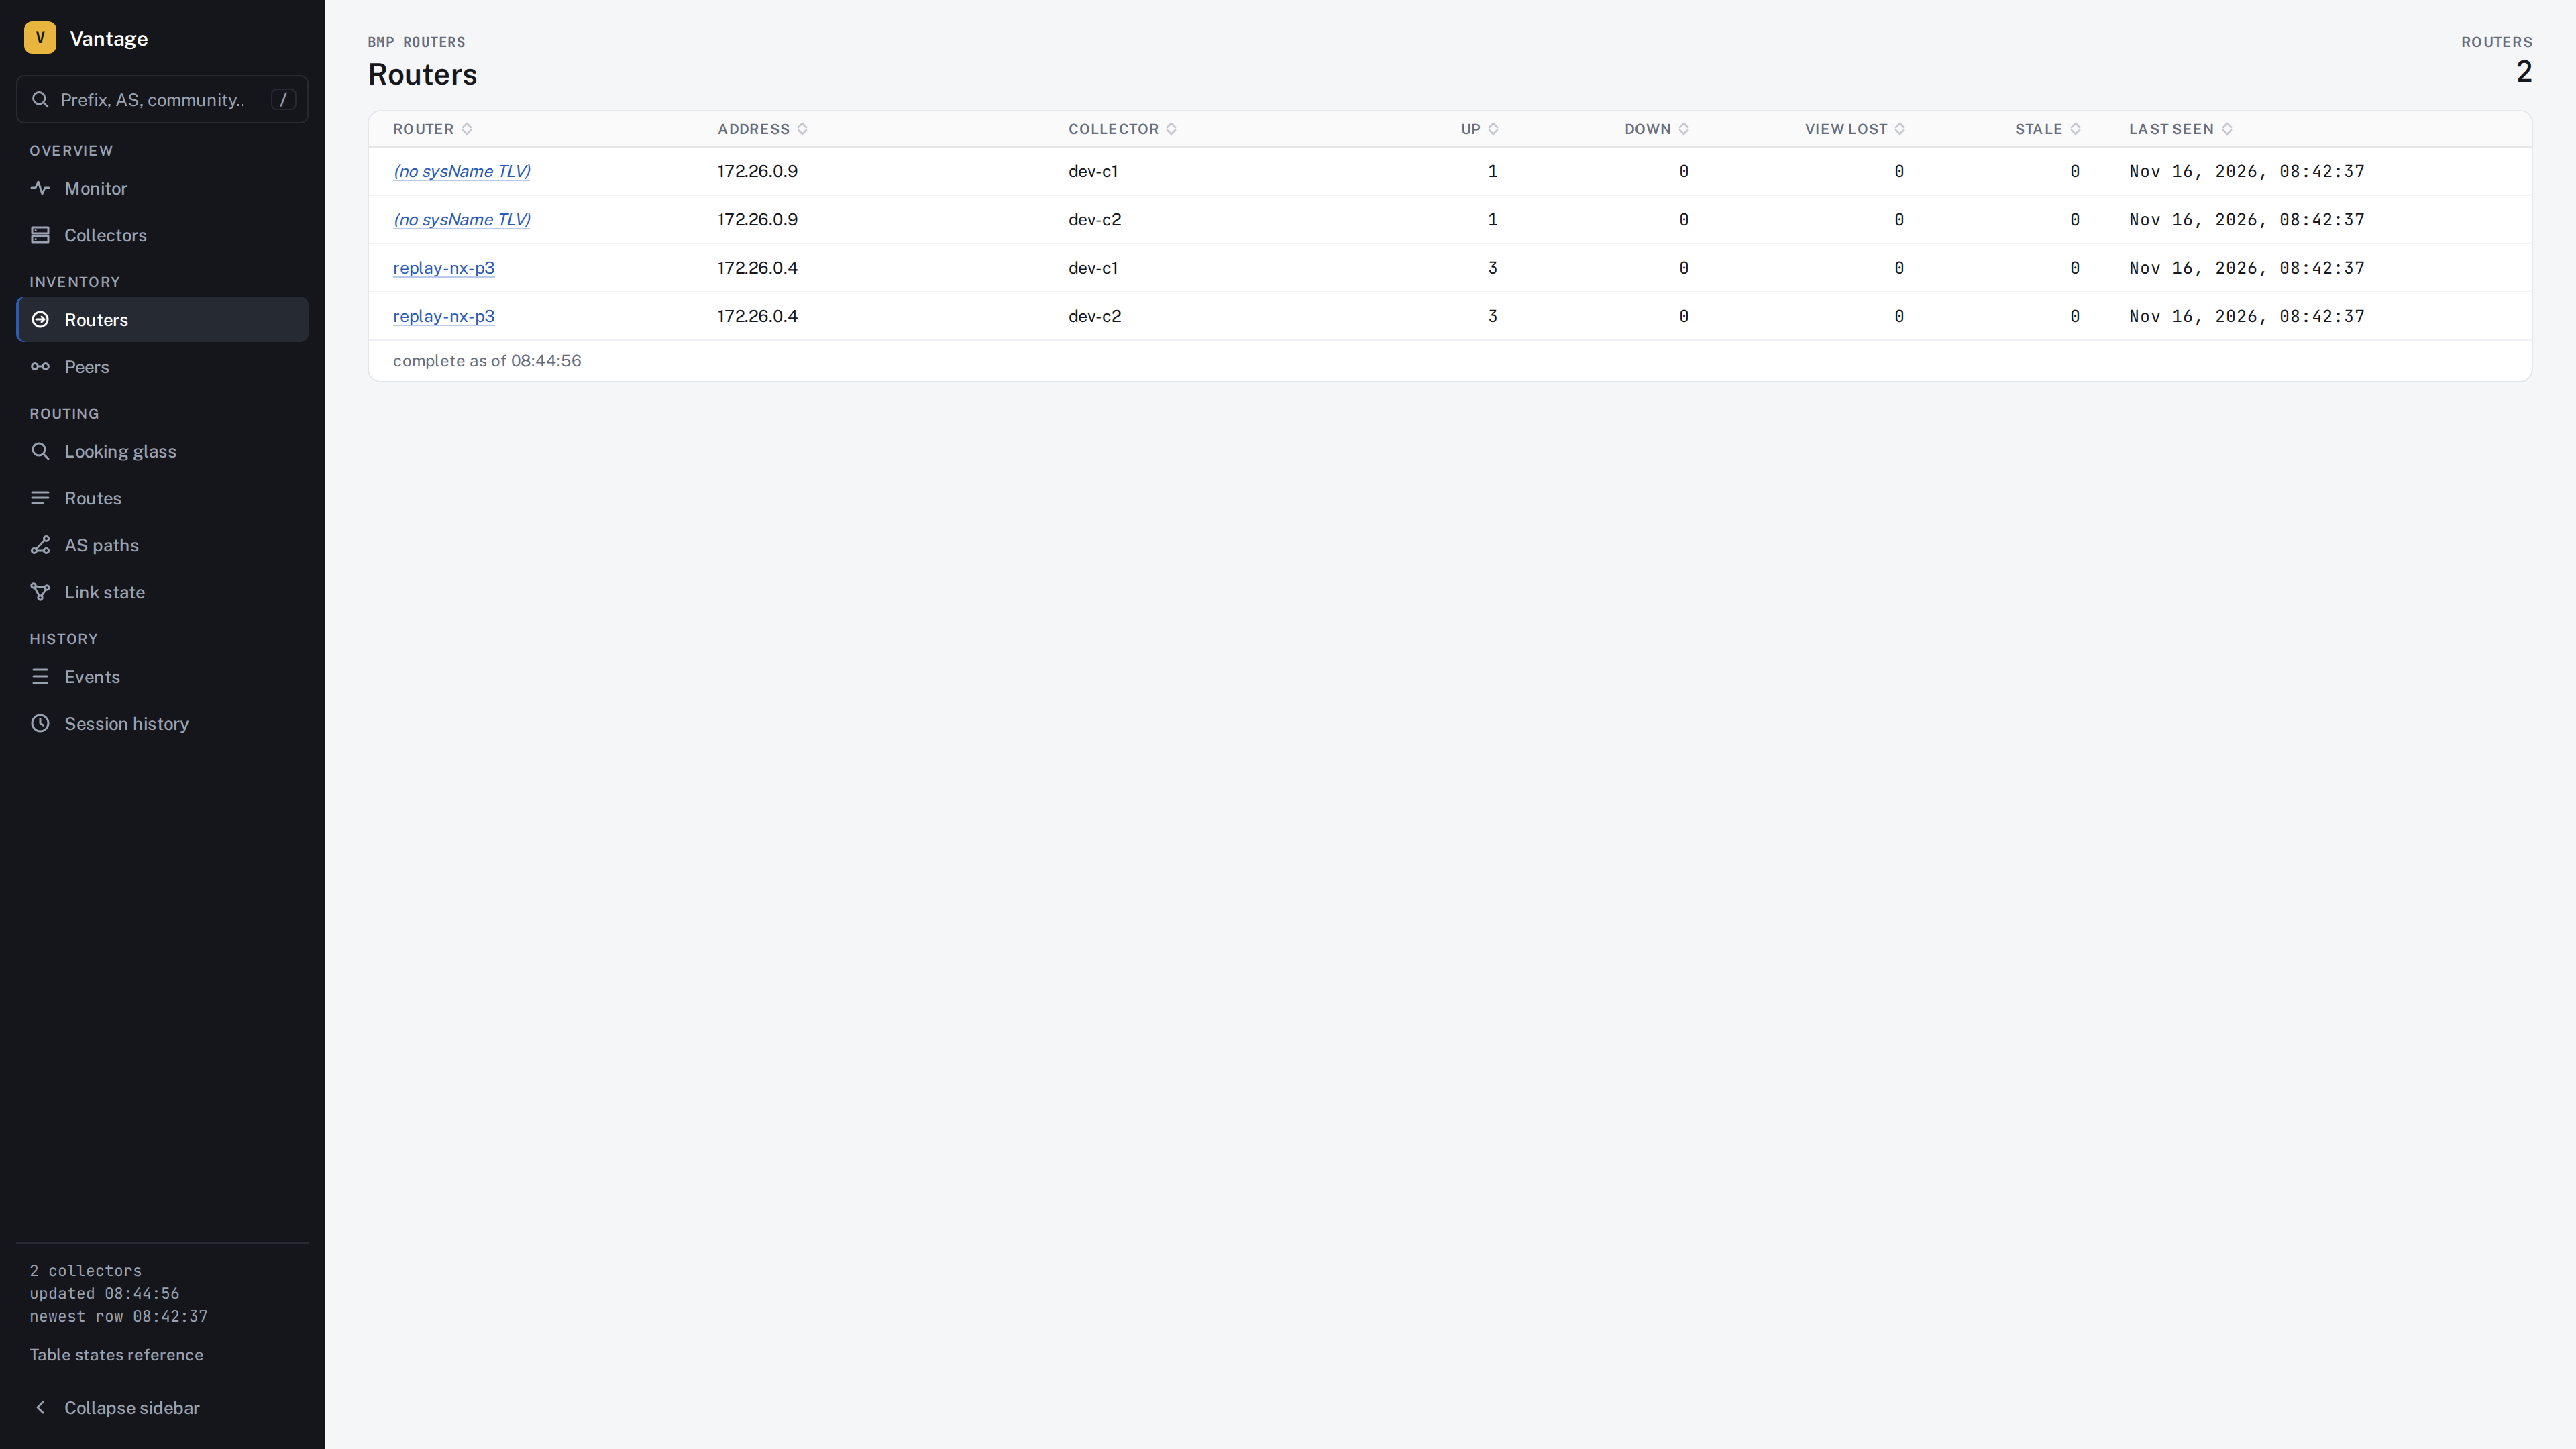 V Vantage
Prefix, AS, community.. /
OVERVIEW
Monitor
Collectors
INVENTORY
Routers
Peers
ROUTING
Looking glass
Routes
AS paths
Link state
HISTORY
Events
Session history
2 collectors
updated 08:44:56
newest row 08:42:37
Table states reference
Collapse sidebar
BMP ROUTERS
Routers
ROUTERS
2
ROUTER ADDRESS COLLECTOR UP DOWN VIEW LOST STALE LAST SEEN
(no sysName TLV) 172.26.0.9 dev-c1 1 0 0 0 Nov 16, 2026, 08:42:37
(no sysName TLV) 172.26.0.9 dev-c2 1 0 0 0 Nov 16, 2026, 08:42:37
replay-nx-p3 172.26.0.4 dev-c1 3 0 0 0 Nov 16, 2026, 08:42:37
replay-nx-p3 172.26.0.4 dev-c2 3 0 0 0 Nov 16, 2026, 08:42:37
complete as of 08:44:56